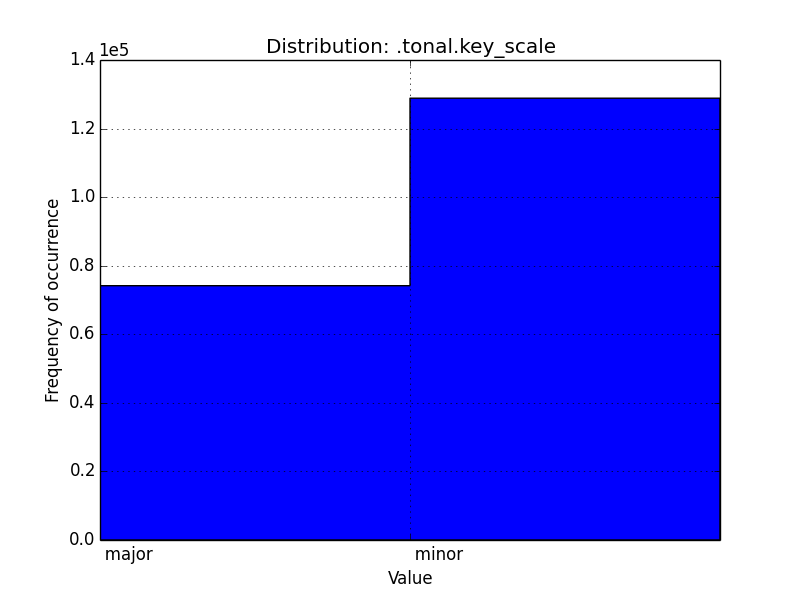 Distribution: .tonal.key_scale
1e5
1.4
1.2
1.0
0.8
0.6
0.4
0.2
0.0
Frequency of occurrence
major minor
Value